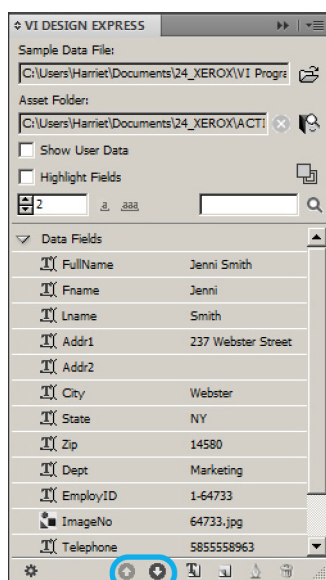 VI DESIGN EXPRESS
Sample Data File:
C:\Users\Harriet\Documents\24_XEROX\VI Progra
Asset Folder:
C:\Users\Harriet\Documents\24_XEROX\ACTI
Show User Data
Highlight Fields
2 a aaa
Data Fields
FullName Jenni Smith
Fname Jenni
Lname Smith
Addr1 237 Webster Street
Addr2
City Webster
State NY
Zip 14580
Dept Marketing
EmployID 1-64733
ImageNo 64733.jpg
Telephone 5855558963